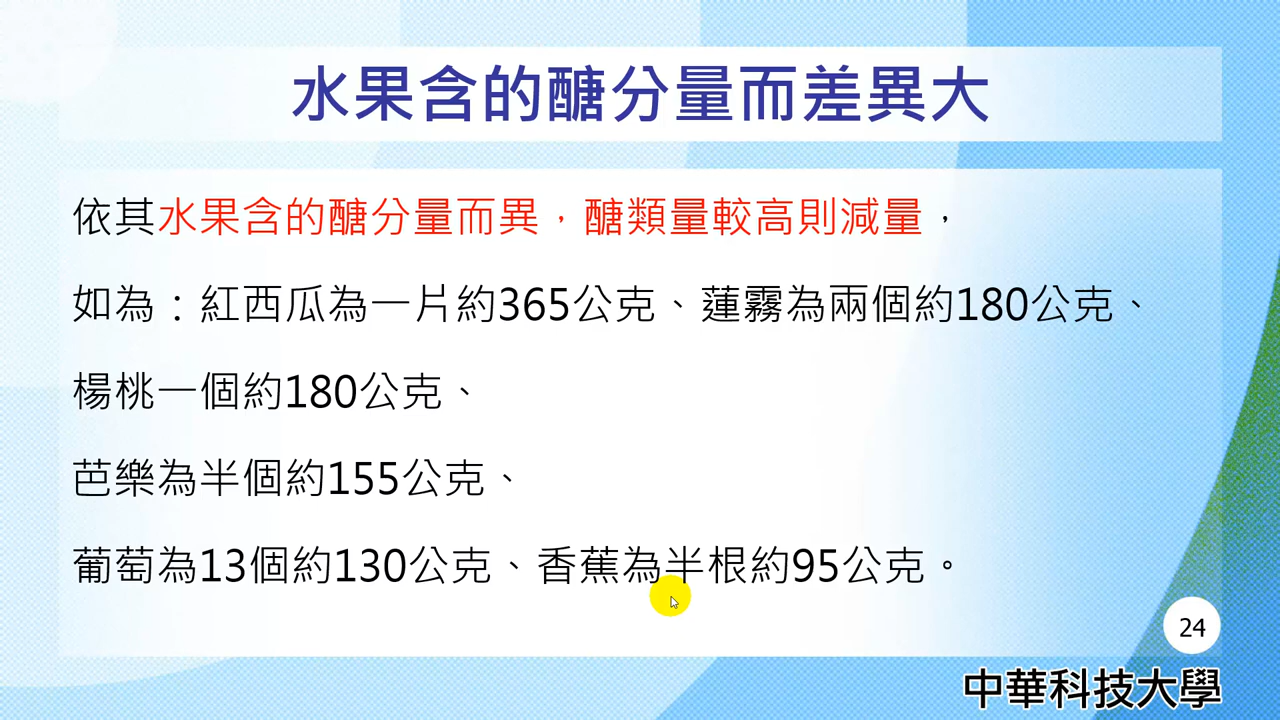 水果含的醣分量而差異大
依其水果含的醣分量而異，醣類量較高則減量，
如為：紅西瓜為一片約365公克、蓮霧為兩個約180公克、
楊桃一個約180公克、
芭樂為半個約155公克、
葡萄為13個約130公克、香蕉為半根約95公克。
24
中華科技大學